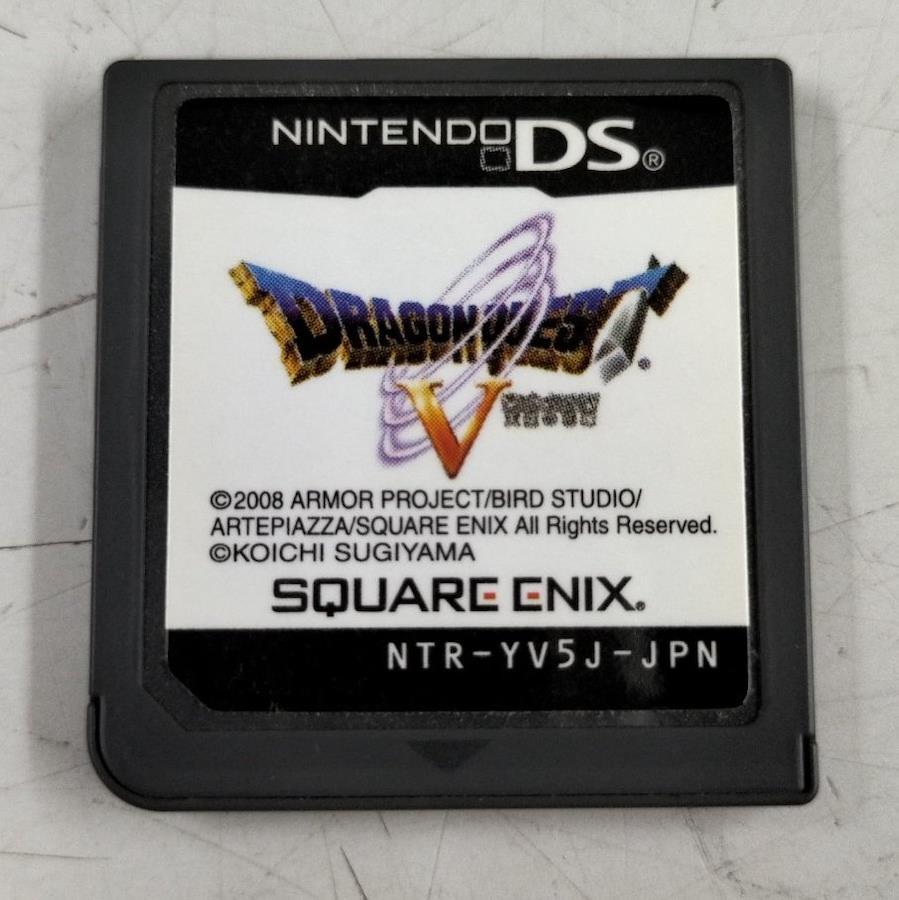 NINTENDO DS®
DRAGON QUEST
V
©2008 ARMOR PROJECT/BIRD STUDIO/
ARTEPIAZZA/SQUARE ENIX All Rights Reserved.
©KOICHI SUGIYAMA
SQUARE ENIX®
NTR-YV5J-JPN